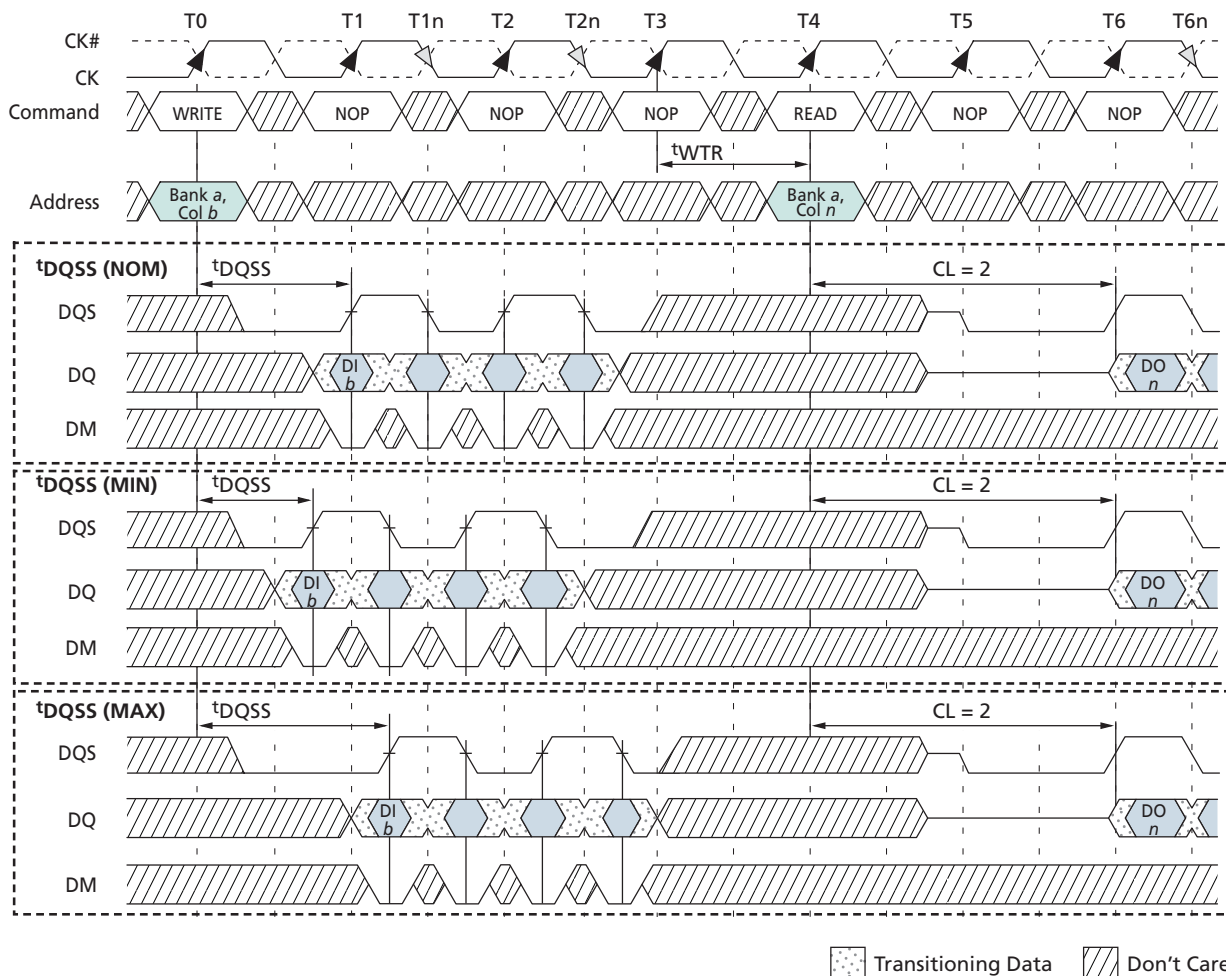 T0 T1 T1n T2 T2n T3 T4 T5 T6 T6n
CK#
CK
Command WRITE NOP NOP NOP READ NOP NOP
tWTR
Address Bank a, Col b Bank a, Col n
tDQSS (NOM) tDQSS CL = 2
DQS
DQ DI b DO n
DM
tDQSS (MIN) tDQSS CL = 2
DQS
DQ DI b DO n
DM
tDQSS (MAX) tDQSS CL = 2
DQS
DQ DI b DO n
DM
Transitioning Data Don't Care